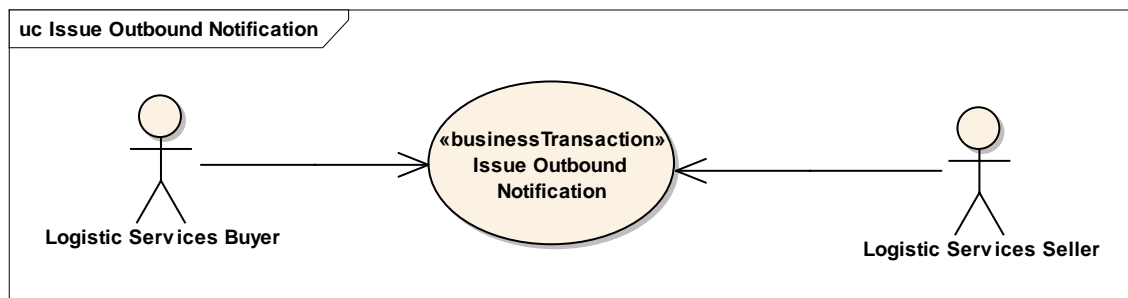 uc Issue Outbound Notification
«businessTransaction»
Issue Outbound
Notification
Logistic Services Buyer
Logistic Services Seller